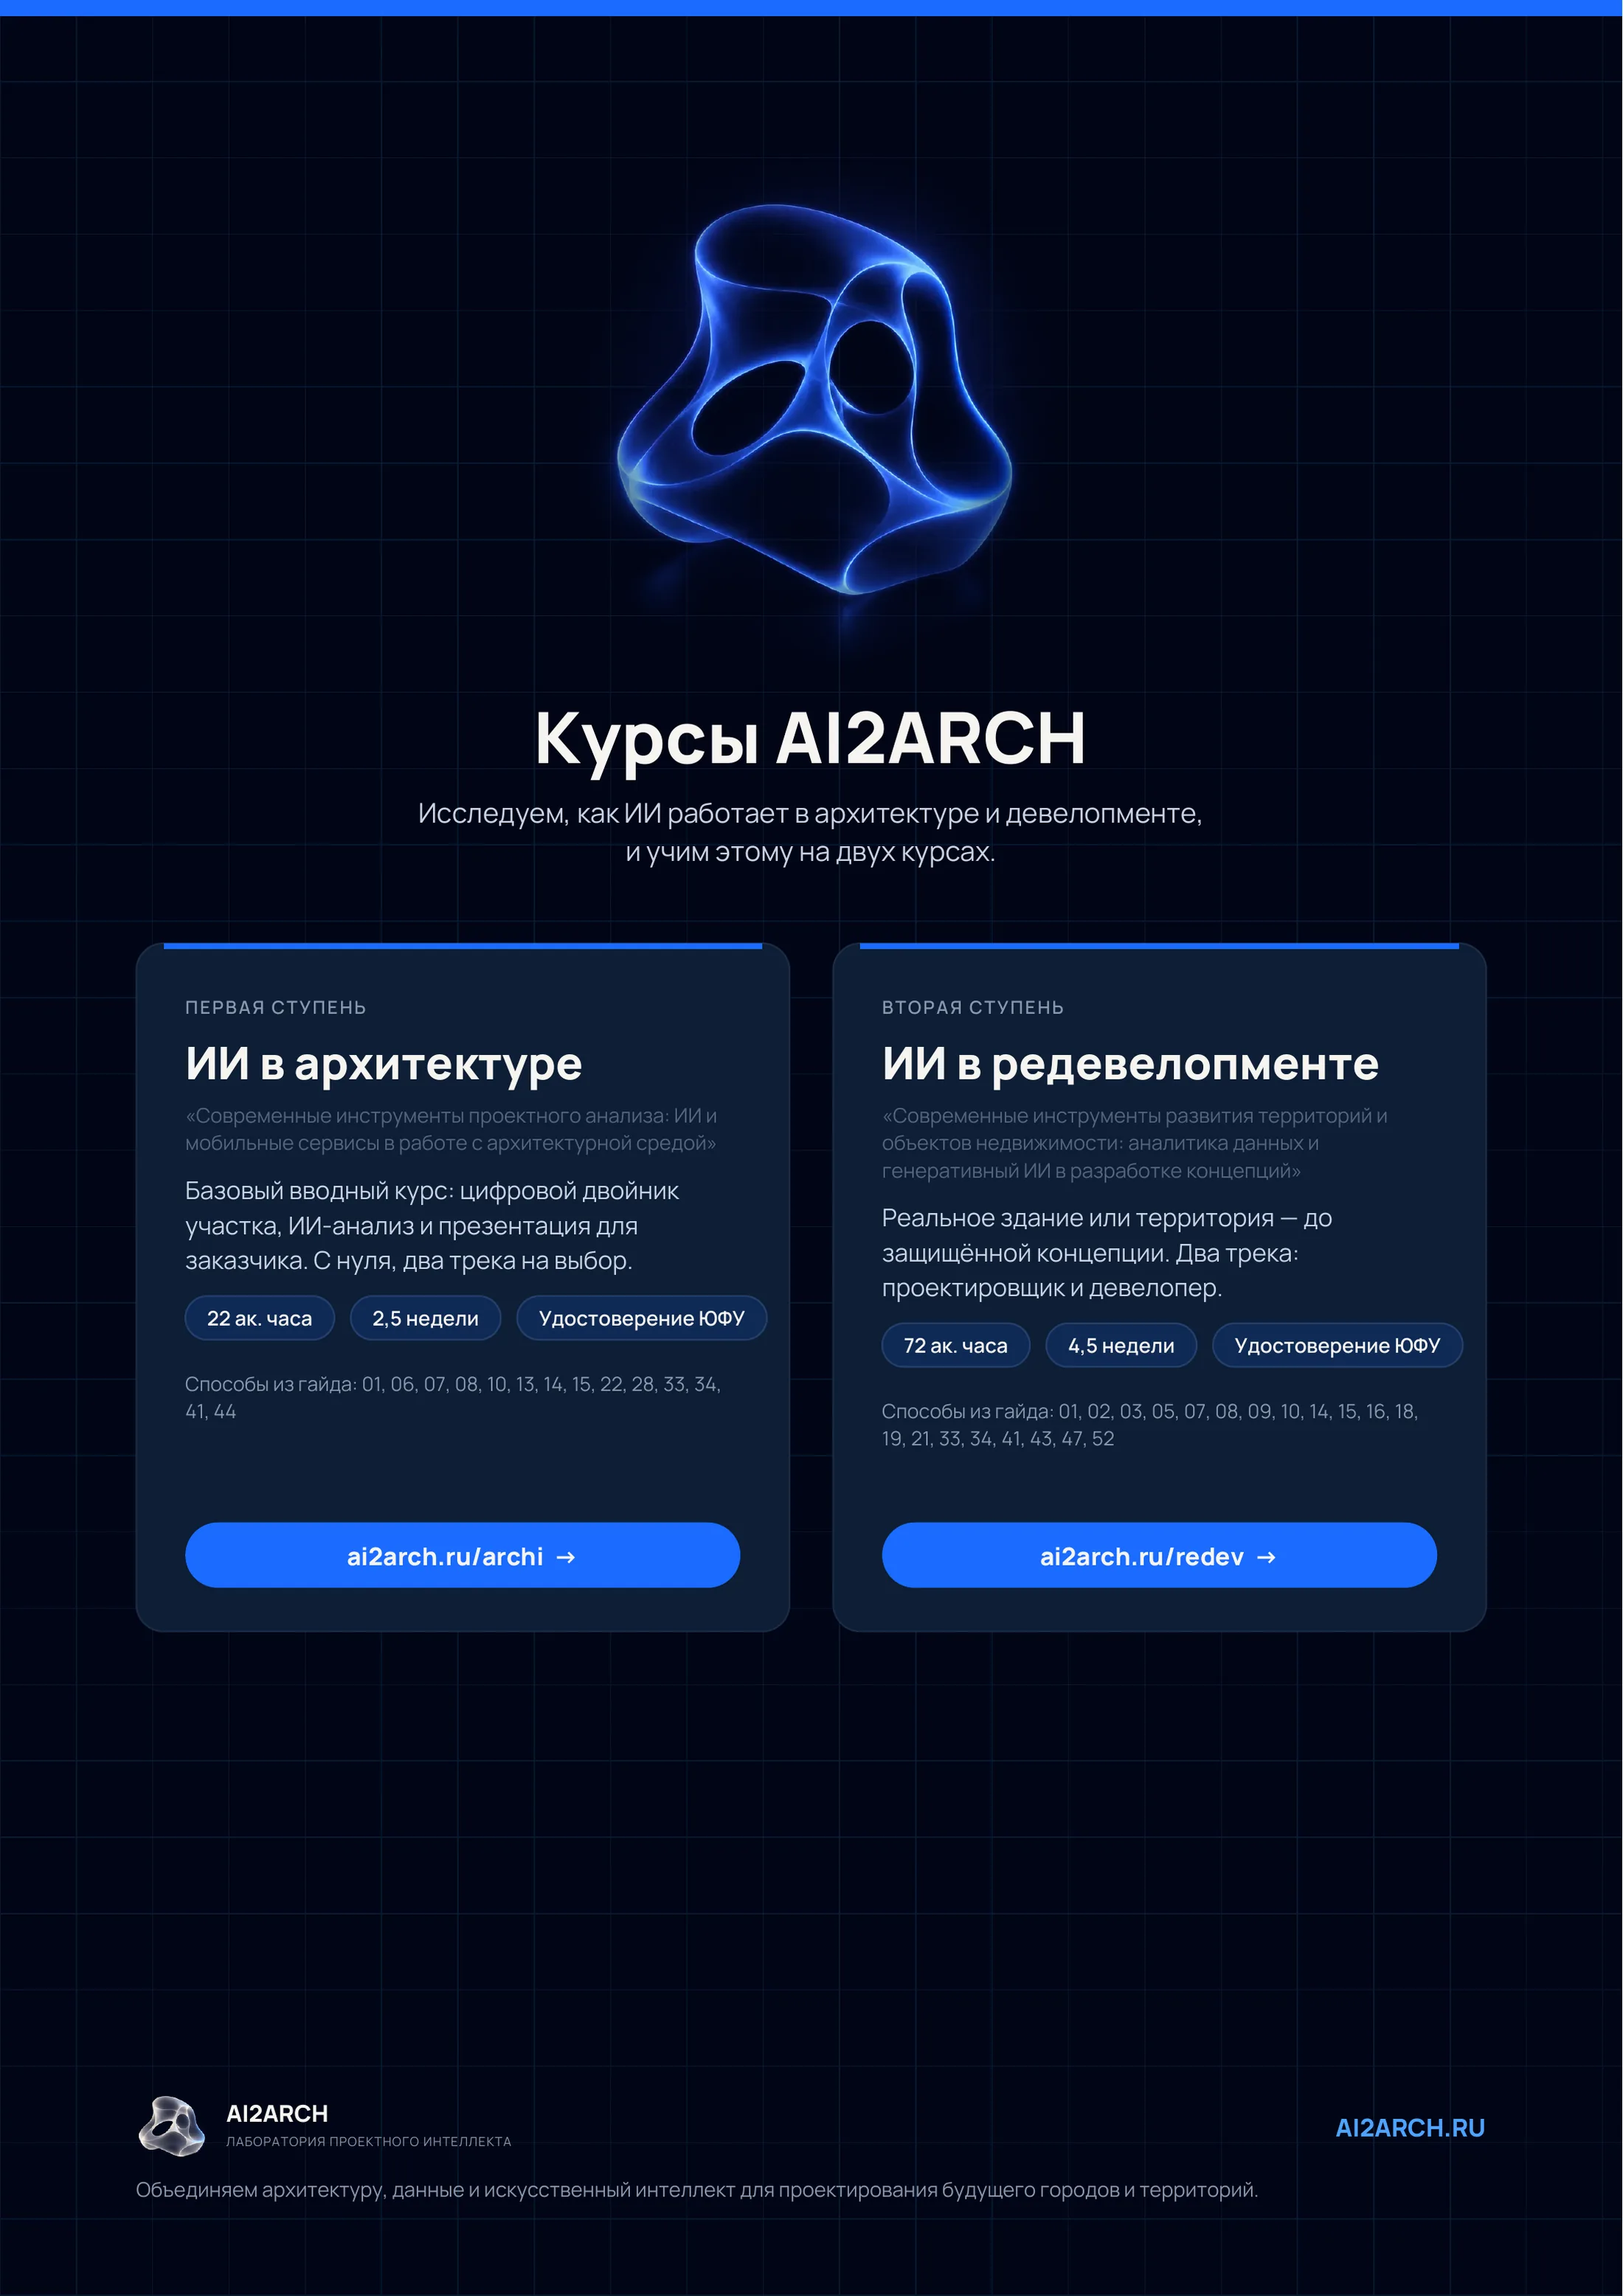 Курсы AI2ARCH
Исследуем, как ИИ работает в архитектуре и девелопменте,
и учим этому на двух курсах.
ПЕРВАЯ СТУПЕНЬ
ИИ в архитектуре
«Современные инструменты проектного анализа: ИИ и
мобильные сервисы в работе с архитектурной средой»
Базовый вводный курс: цифровой двойник
участка, ИИ-анализ и презентация для
заказчика. С нуля, два трека на выбор.
22 ак. часа
2,5 недели
Удостоверение ЮФУ
Способы из гайда: 01, 06, 07, 08, 10, 13, 14, 15, 22, 28, 33, 34,
41, 44
ai2arch.ru/archi →
ВТОРАЯ СТУПЕНЬ
ИИ в редевелопменте
«Современные инструменты развития территорий и
объектов недвижимости: аналитика данных и
генеративный ИИ в разработке концепций»
Реальное здание или территория — до
защищённой концепции. Два трека:
проектировщик и девелопер.
72 ак. часа
4,5 недели
Удостоверение ЮФУ
Способы из гайда: 01, 02, 03, 05, 07, 08, 09, 10, 14, 15, 16, 18,
19, 21, 33, 34, 41, 43, 47, 52
ai2arch.ru/redev →
AI2ARCH
ЛАБОРАТОРИЯ ПРОЕКТНОГО ИНТЕЛЛЕКТА
AI2ARCH.RU
Объединяем архитектуру, данные и искусственный интеллект для проектирования будущего городов и территорий.